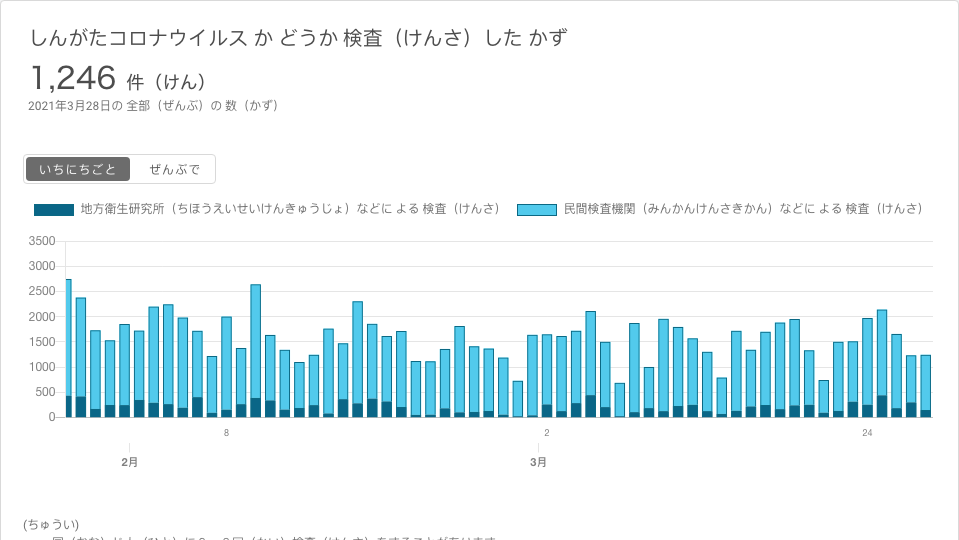 しんがたコロナウイルス か どうか 検査（けんさ）した かず
1,246 件（けん）
2021年3月28日の 全部（ぜんぶ）の 数（かず）
いちにちごと ぜんぶで
地方衛生研究所（ちほうえいせいけんきゅうじょ）などに よる 検査（けんさ） 民間検査機関（みんかんけんさきかん）などに よる 検査（けんさ）
3500
3000
2500
2000
1500
1000
500
0
8 2 24
2月 3月
(ちゅうい)